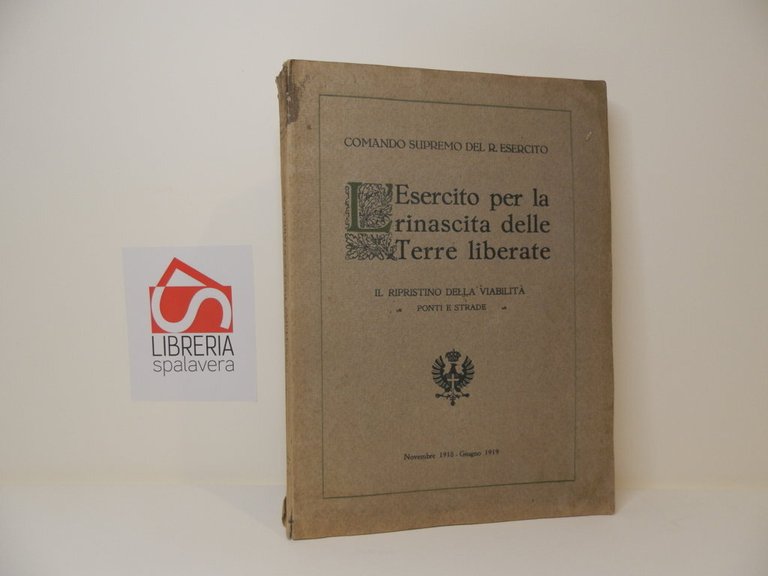 COMANDO SUPREMO DEL R. ESERCITO
L'Esercito per la
rinascita delle
Terre liberate
IL RIPRISTINO DELLA VIABILITÀ
PONTI E STRADE
Novembre 1918 - Giugno 1919
LIBRERIA
spalavera